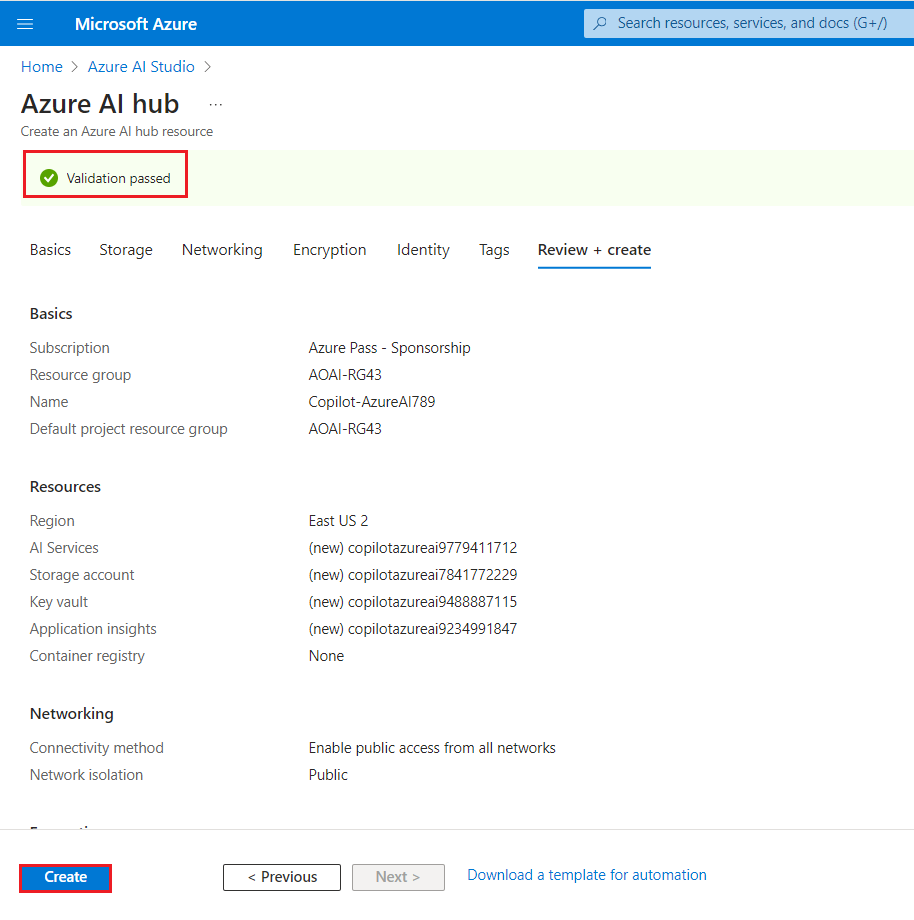 Microsoft Azure
Search resources, services, and docs (G+/)
Home > Azure AI Studio >
Azure AI hub ...
Create an Azure AI hub resource
Validation passed
Basics Storage Networking Encryption Identity Tags Review + create
Basics
Subscription Azure Pass - Sponsorship
Resource group AOAI-RG43
Name Copilot-AzureAI789
Default project resource group AOAI-RG43
Resources
Region East US 2
AI Services (new) copilotazureai9779411712
Storage account (new) copilotazureai7841772229
Key vault (new) copilotazureai9488887115
Application insights (new) copilotazureai9234991847
Container registry None
Networking
Connectivity method Enable public access from all networks
Network isolation Public
Create < Previous Next > Download a template for automation